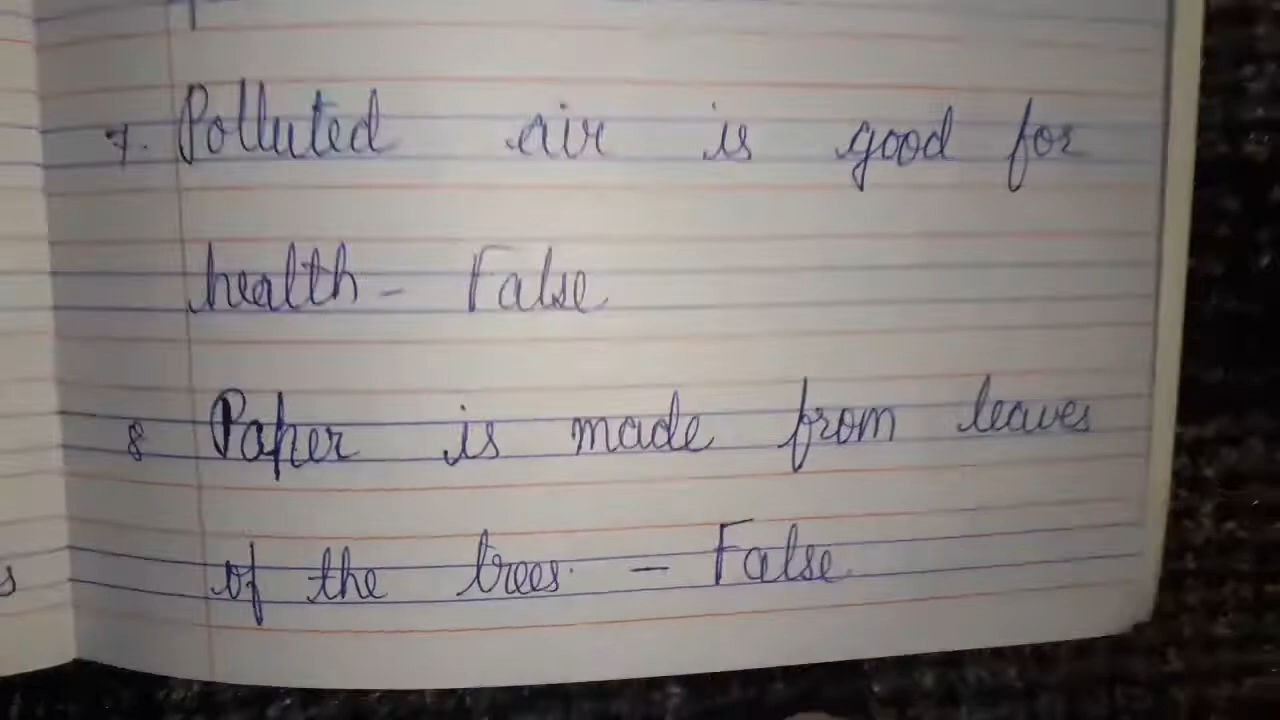 7. Polluted air is good for
health - False
8 Paper is made from leaves
of the trees. - False